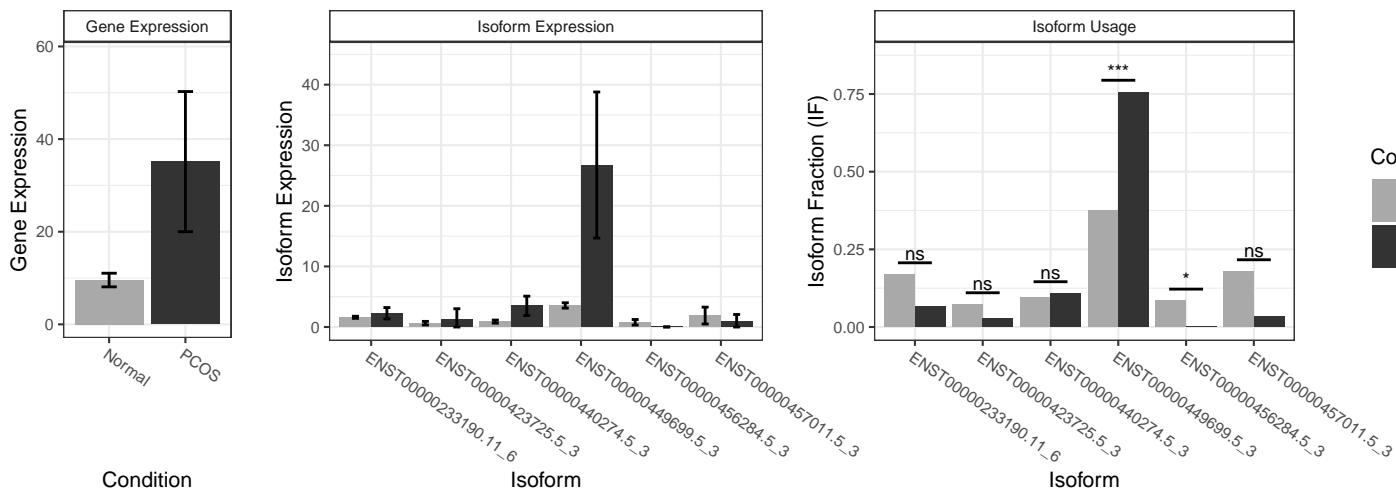 Gene Expression
Gene Expression
60
40
20
0
Normal
PCOS
Condition
Isoform Expression
Isoform Expression
40
30
20
10
0
ENST00000233190.11_6
ENST00000423725.5_3
ENST00000440274.5_3
ENST00000449699.5_3
ENST00000456284.5_3
ENST00000457011.5_3
Isoform
Isoform Usage
Isoform Fraction (IF)
0.75
0.50
0.25
0.00
ns
ns
ns
***
*
ns
ENST00000233190.11_6
ENST00000423725.5_3
ENST00000440274.5_3
ENST00000449699.5_3
ENST00000456284.5_3
ENST00000457011.5_3
Isoform
Co